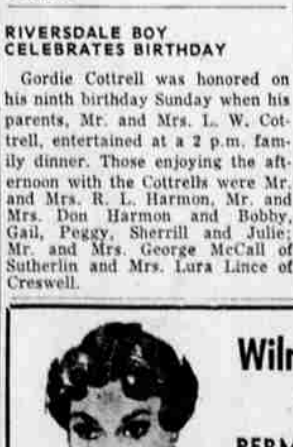 RIVERSDALE BOY
CELEBRATES BIRTHDAY
Gordie Cottrell was honored on
his ninth birthday Sunday when his
parents, Mr. and Mrs. L. W. Cot-
trell, entertained at a 2 p.m. fam-
ily dinner. Those enjoying the aft-
ernoon with the Cottrells were Mr.
and Mrs. R. L. Harmon, Mr. and
Mrs. Don Harmon and Bobby,
Gail, Peggy, Sherrill and Julie;
Mr. and Mrs. George McCall of
Sutherlin and Mrs. Lura Lince of
Creswell.